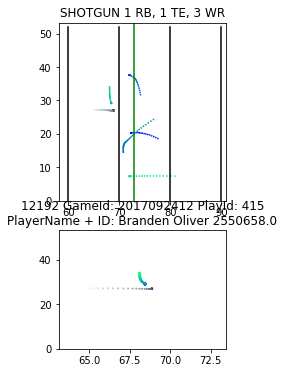 SHOTGUN 1 RB, 1 TE, 3 WR
50
40
30
20
10
0
60 70 80 90
12192 GameId: 2017092412 PlayId: 415
PlayerName + ID: Branden Oliver 2550658.0
40
20
0
65.0 67.5 70.0 72.5